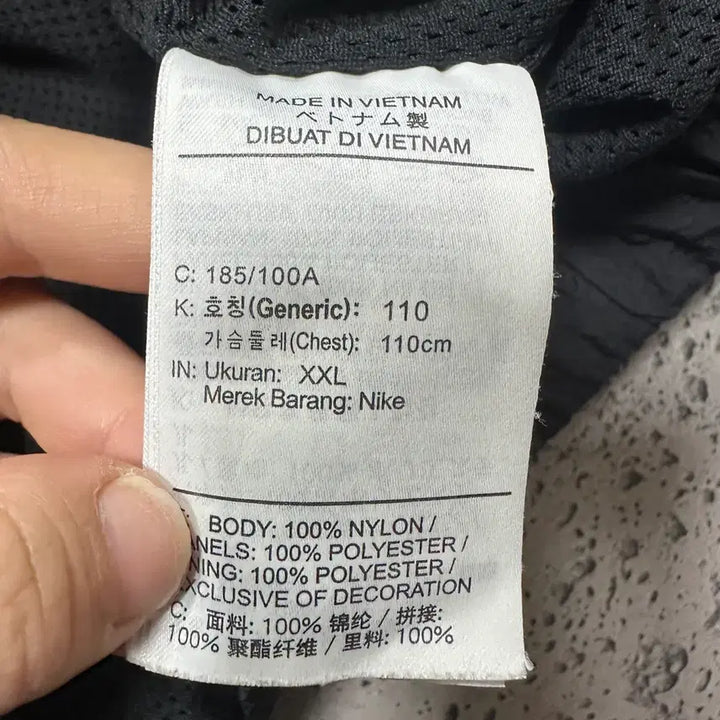 MADE IN VIETNAM
ベトナム製
DIBUAT DI VIETNAM
C: 185/100A
K: 호칭(Generic): 110
가슴둘레(Chest): 110cm
IN: Ukuran: XXL
Merek Barang: Nike
BODY: 100% NYLON /
ANELS: 100% POLYESTER /
NING: 100% POLYESTER /
EXCLUSIVE OF DECORATION
C: 面料: 100% 锦纶 / 拼接:
100% 聚酯纤维 / 里料: 100%